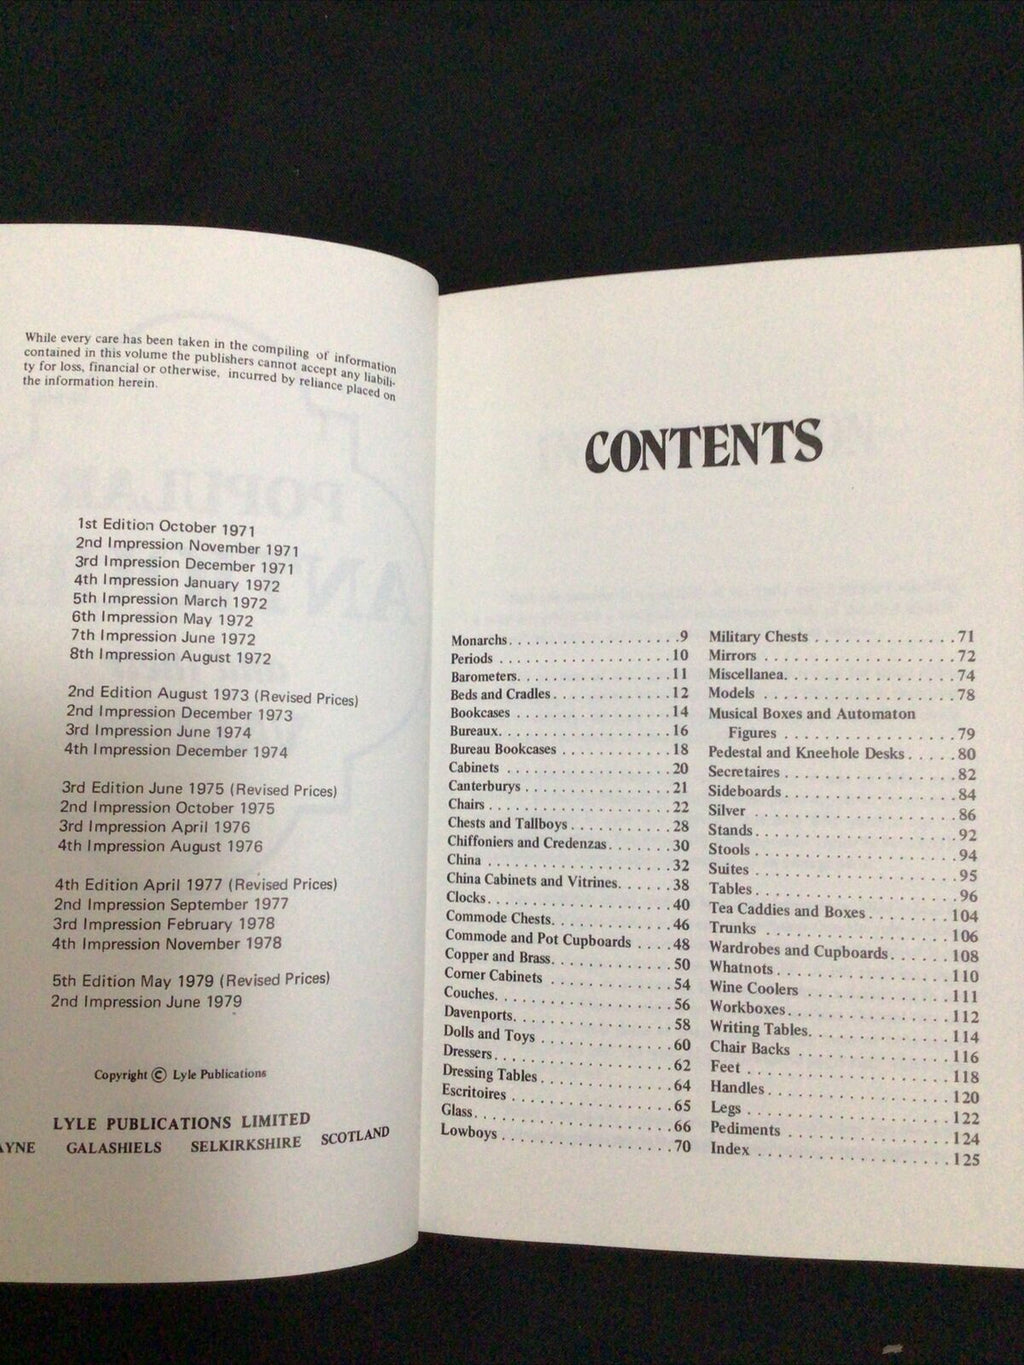 While every care has been taken in the compiling of information
contained in this volume the publishers cannot accept any liabili-
ty for loss, financial or otherwise, incurred by reliance placed on
the information herein.
1st Edition October 1971
2nd Impression November 1971
3rd Impression December 1971
4th Impression January 1972
5th Impression March 1972
6th Impression May 1972
7th Impression June 1972
8th Impression August 1972
2nd Edition August 1973 (Revised Prices)
2nd Impression December 1973
3rd Impression June 1974
4th Impression December 1974
3rd Edition June 1975 (Revised Prices)
2nd Impression October 1975
3rd Impression April 1976
4th Impression August 1976
4th Edition April 1977 (Revised Prices)
2nd Impression September 1977
3rd Impression February 1978
4th Impression November 1978
5th Edition May 1979 (Revised Prices)
2nd Impression June 1979
Copyright © Lyle Publications
LYLE PUBLICATIONS LIMITED
GALASHIELS SELKIRKSHIRE SCOTLAND
CONTENTS
Monarchs. . . . . . . . . . . . . . . . . .9
Periods . . . . . . . . . . . . . . . . . . 10
Barometers. . . . . . . . . . . . . . . . 11
Beds and Cradles . . . . . . . . . . . . 12
Bookcases . . . . . . . . . . . . . . . . 14
Bureaux. . . . . . . . . . . . . . . . . . 16
Bureau Bookcases . . . . . . . . . . . 18
Cabinets . . . . . . . . . . . . . . . . . 20
Canterburys . . . . . . . . . . . . . . . 21
Chairs . . . . . . . . . . . . . . . . . . . 22
Chests and Tallboys . . . . . . . . . . 28
Chiffoniers and Credenzas. . . . . . . 30
China . . . . . . . . . . . . . . . . . . . 32
China Cabinets and Vitrines. . . . . . 38
Clocks. . . . . . . . . . . . . . . . . . . 40
Commode Chests. . . . . . . . . . . . 46
Commode and Pot Cupboards . . . . 48
Copper and Brass. . . . . . . . . . . . 50
Corner Cabinets . . . . . . . . . . . . . 54
Couches. . . . . . . . . . . . . . . . . . 56
Davenports. . . . . . . . . . . . . . . . 58
Dolls and Toys . . . . . . . . . . . . . 60
Dressers. . . . . . . . . . . . . . . . . . 62
Dressing Tables . . . . . . . . . . . . . 64
Escritoires . . . . . . . . . . . . . . . . 65
Glass. . . . . . . . . . . . . . . . . . . . 66
Lowboys . . . . . . . . . . . . . . . . . 70
Military Chests . . . . . . . . . . . . . 71
Mirrors . . . . . . . . . . . . . . . . . . 72
Miscellanea. . . . . . . . . . . . . . . . 74
Models . . . . . . . . . . . . . . . . . . 78
Musical Boxes and Automaton
Figures . . . . . . . . . . . . . . . . 79
Pedestal and Kneehole Desks . . . . . 80
Secretaires . . . . . . . . . . . . . . . . 82
Sideboards . . . . . . . . . . . . . . . . 84
Silver . . . . . . . . . . . . . . . . . . . 86
Stands . . . . . . . . . . . . . . . . . . . 92
Stools . . . . . . . . . . . . . . . . . . . 94
Suites . . . . . . . . . . . . . . . . . . . 95
Tables . . . . . . . . . . . . . . . . . . . 96
Tea Caddies and Boxes . . . . . . . . 104
Trunks . . . . . . . . . . . . . . . . . . 106
Wardrobes and Cupboards . . . . . . 108
Whatnots . . . . . . . . . . . . . . . . . 110
Wine Coolers . . . . . . . . . . . . . . 111
Workboxes . . . . . . . . . . . . . . . . 112
Writing Tables. . . . . . . . . . . . . . 114
Chair Backs . . . . . . . . . . . . . . . 116
Feet . . . . . . . . . . . . . . . . . . . . 118
Handles . . . . . . . . . . . . . . . . . . 120
Legs . . . . . . . . . . . . . . . . . . . . 122
Pediments . . . . . . . . . . . . . . . . 124
Index . . . . . . . . . . . . . . . . . . . 125